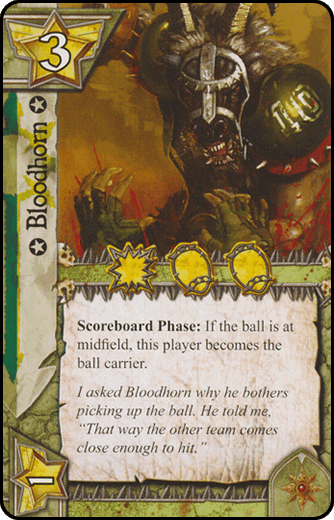 3
✪ Bloodhorn ✪
Scoreboard Phase: If the ball is at
midfield, this player becomes the
ball carrier.
I asked Bloodhorn why he bothers
picking up the ball. He told me,
“That way the other team comes
close enough to hit.”
1